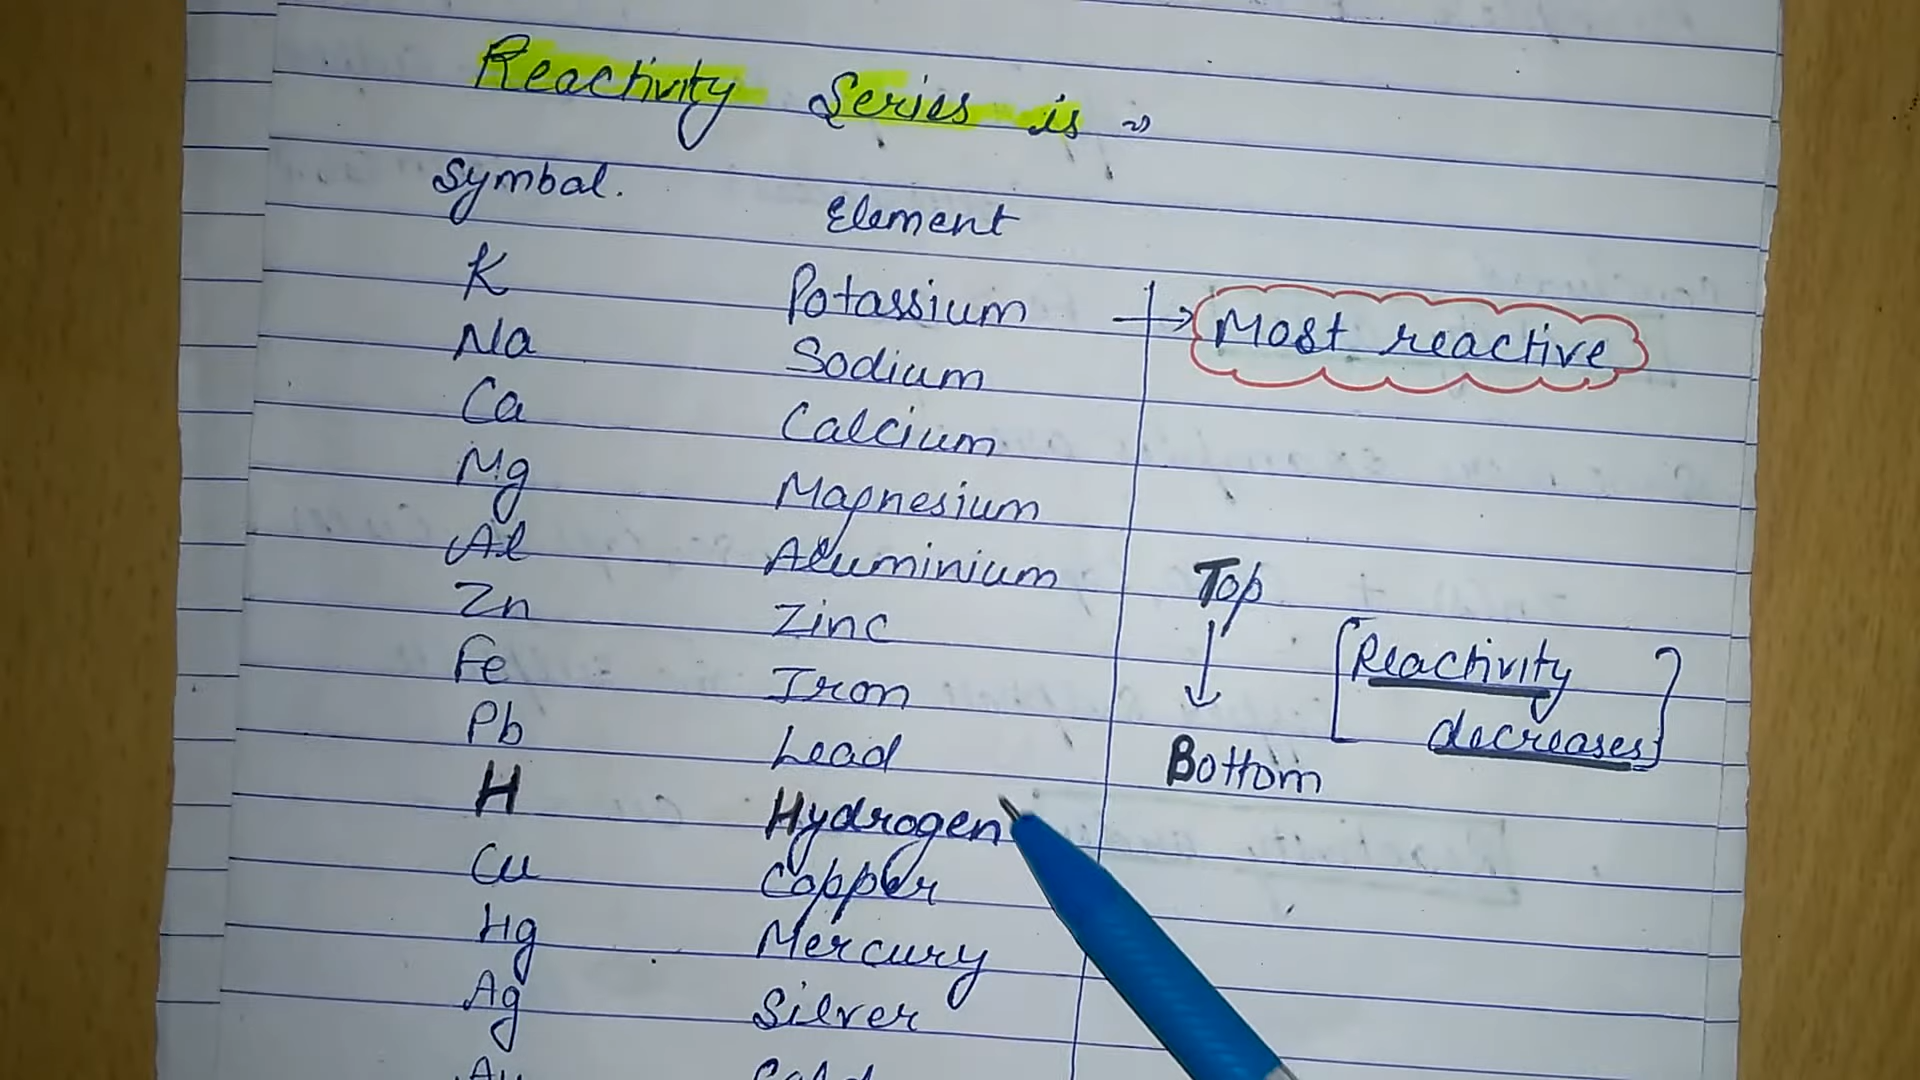 Reactivity Series is
Symbal.
Element
K Potassium → Most reactive
Na Sodium
Ca Calcium
Mg Magnesium
Al Aluminium
Zn Zinc
Fe Iron
Pb Lead
H Hydrogen
Cu Copper
Hg Mercury
Ag Silver
Top
↓
Bottom
[Reactivity
decreases]